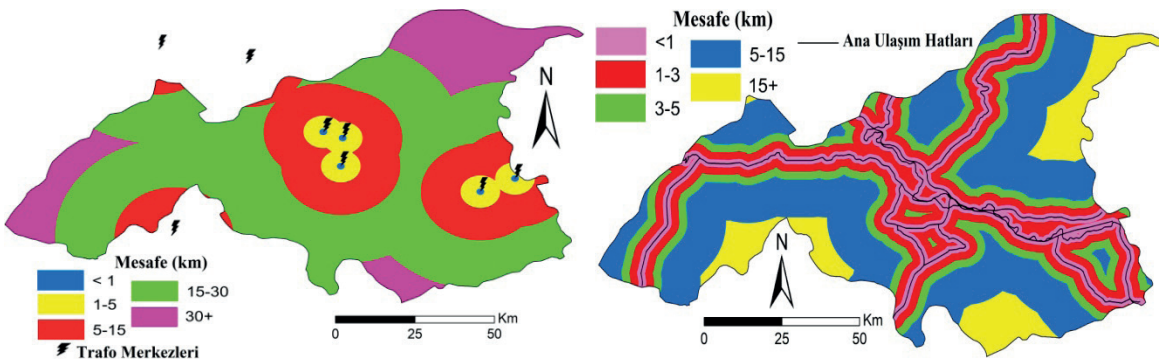 N
Mesafe (km)
< 1
1-5
5-15
15-30
30+
Trafo Merkezleri
Km
0 25 50
Mesafe (km)
<1
1-3
3-5
5-15
15+
Ana Ulaşım Hatları
N
Km
0 25 50